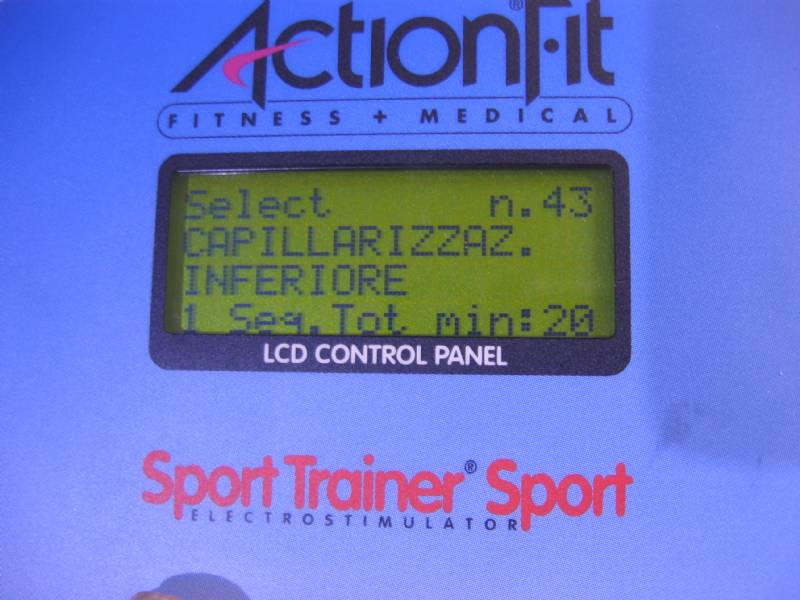 ActionFit®
FITNESS + MEDICAL
Select n.43
CAPILLARIZZAZ.
INFERIORE
1 Seq.Tot min:20
LCD CONTROL PANEL
Sport Trainer® Sport
ELECTROSTIMULATOR